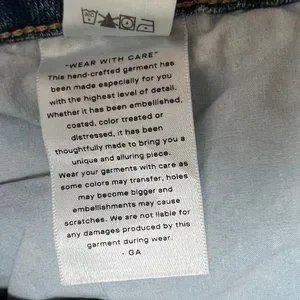 "WEAR WITH CARE"
This hand-crafted garment has
been made especially for you
with the highest level of detail.
Whether it has been embellished,
coated, color treated or
distressed, it has been
thoughtfully made to bring you a
unique and alluring piece.
Wear your garments with care as
some colors may transfer, holes
may become bigger and
embellishments may cause
scratches. We are not liable for
any damages produced by this
garment during wear.
- GA